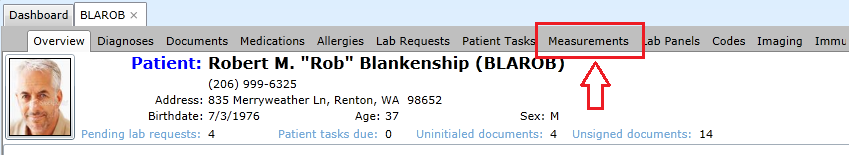 Dashboard BLAROB ×
Overview Diagnoses Documents Medications Allergies Lab Requests Patient Tasks Measurements Lab Panels Codes Imaging Immu
Patient: Robert M. "Rob" Blankenship (BLAROB)
(206) 999-6325
Address: 835 Merryweather Ln, Renton, WA 98652
Birthdate: 7/3/1976 Age: 37 Sex: M
Pending lab requests: 4 Patient tasks due: 0 Uninitialed documents: 4 Unsigned documents: 14